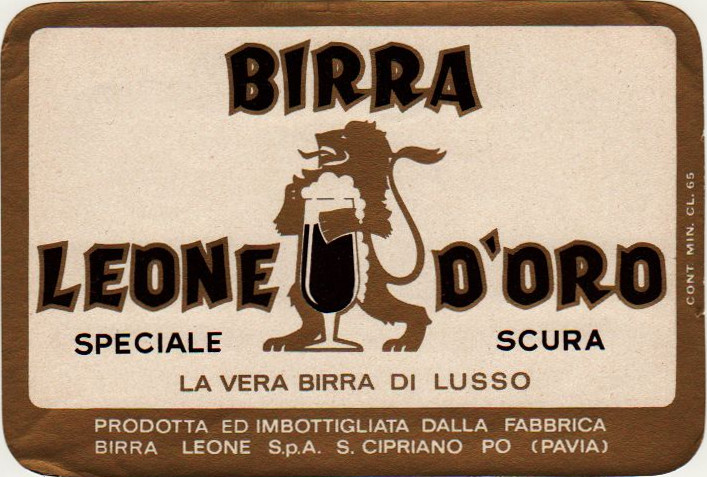 BIRRA
LEONE D'ORO
SPECIALE SCURA
LA VERA BIRRA DI LUSSO
PRODOTTA ED IMBOTTIGLIATA DALLA FABBRICA
BIRRA LEONE S.p.A. S. CIPRIANO PO (PAVIA)
CONT. MIN. CL. 65